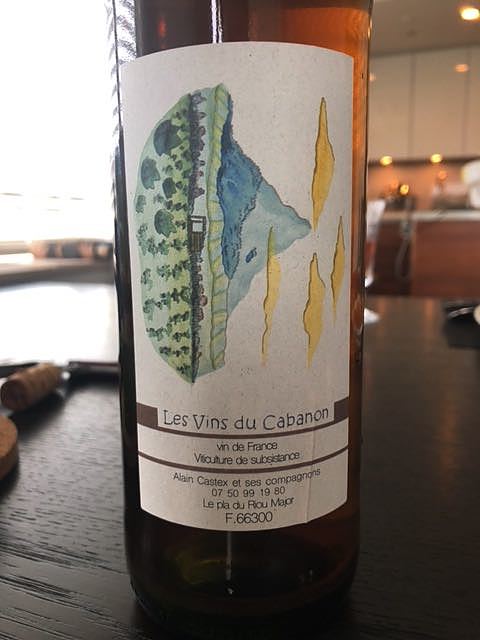 Les Vins du Cabanon
vin de France
Viticulture de subsistance
Alain Castex et ses compagnons
07 50 99 19 80
Le pla du Riou Major
F.66300